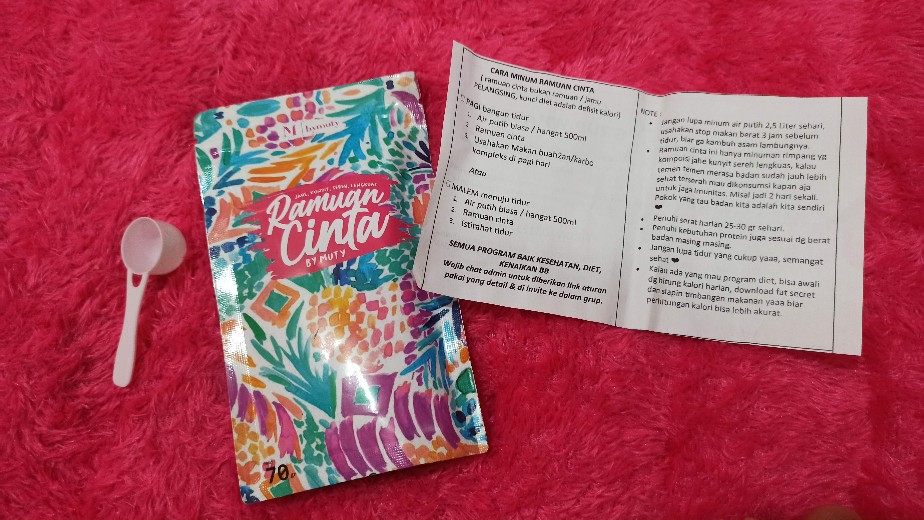 M bymuty
JAHE, KUNYIT, SEREH, LENGKUAS
Ramuan
Cinta
BY MUTY
70
CARA MINUM RAMUAN CINTA
( ramuan cinta bukan ramuan / jamu
PELANGSING, kunci diet adalah defisit kalori)
PAGI bangun tidur
1. Air putih biasa / hangat 500ml
2. Ramuan cinta
3. Usahakan Makan buahzan/karbo
kompleks di pagi hari
Atau
MALEM menuju tidur
1. Air putih biasa / hangat 500ml
2. Ramuan cinta
3. Istirahat tidur
SEMUA PROGRAM BAIK KESEHATAN, DIET,
KENAIKAN BB
Wajib chat admin untuk diberikan link aturan
pakai yang detail & di invite ke dalam grup.
NOTE :
• Jangan lupa minum air putih 2,5 Liter sehari,
usahakan stop makan berat 3 jam sebelum
tidur, biar ga kambuh asam lambungnya.
• Ramuan cinta ini hanya minuman rimpang yg
komposisi jahe kunyit sereh lengkuas, kalau
temen temen merasa badan sudah jauh lebih
sehat terserah mau dikonsumsi kapan aja
untuk jaga imunitas. Misal jadi 2 hari sekali.
Pokok yang tau badan kita adalah kita sendiri
❤
• Penuhi serat harian 25-30 gr sehari.
• Penuhi kebutuhan protein juga sesuai dg berat
badan masing masing.
• Jangan lupa tidur yang cukup yaaa, semangat
sehat ❤
• Kalau ada yang mau program diet, bisa awali
dg hitung kalori harian, download fat secret
dan siapin timbangan makanan yaaa biar
perhitungan kalori bisa lebih akurat.